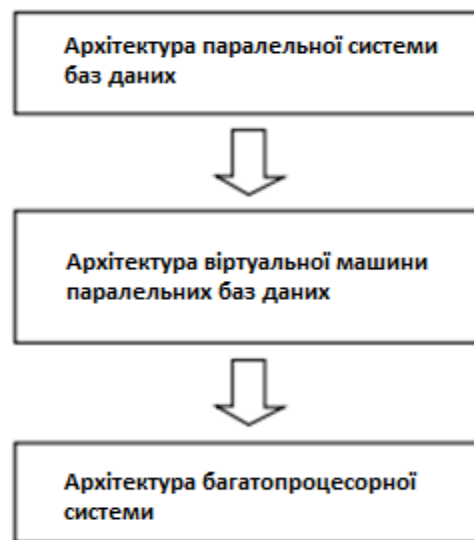 Архітектура паралельної системи
баз даних
Архітектура віртуальної машини
паралельних баз даних
Архітектура багатопроцесорної
системи